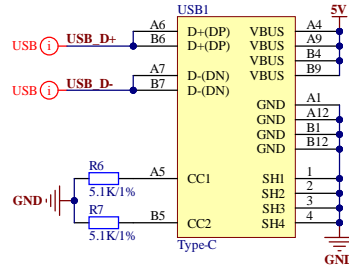 USB1
5V
A6 D+(DP) VBUS A4
USB i USB_D+ B6 D+(DP) VBUS A9
A7 D-(DN) VBUS B4
USB i USB_D- B7 D-(DN) VBUS B9
GND A1
GND A12
GND B1
GND B12
R6
5.1K/1%
A5 CC1 SH1 1
SH2 2
GND
R7
5.1K/1%
SH3 3
B5 CC2 SH4 4
Type-C
GND